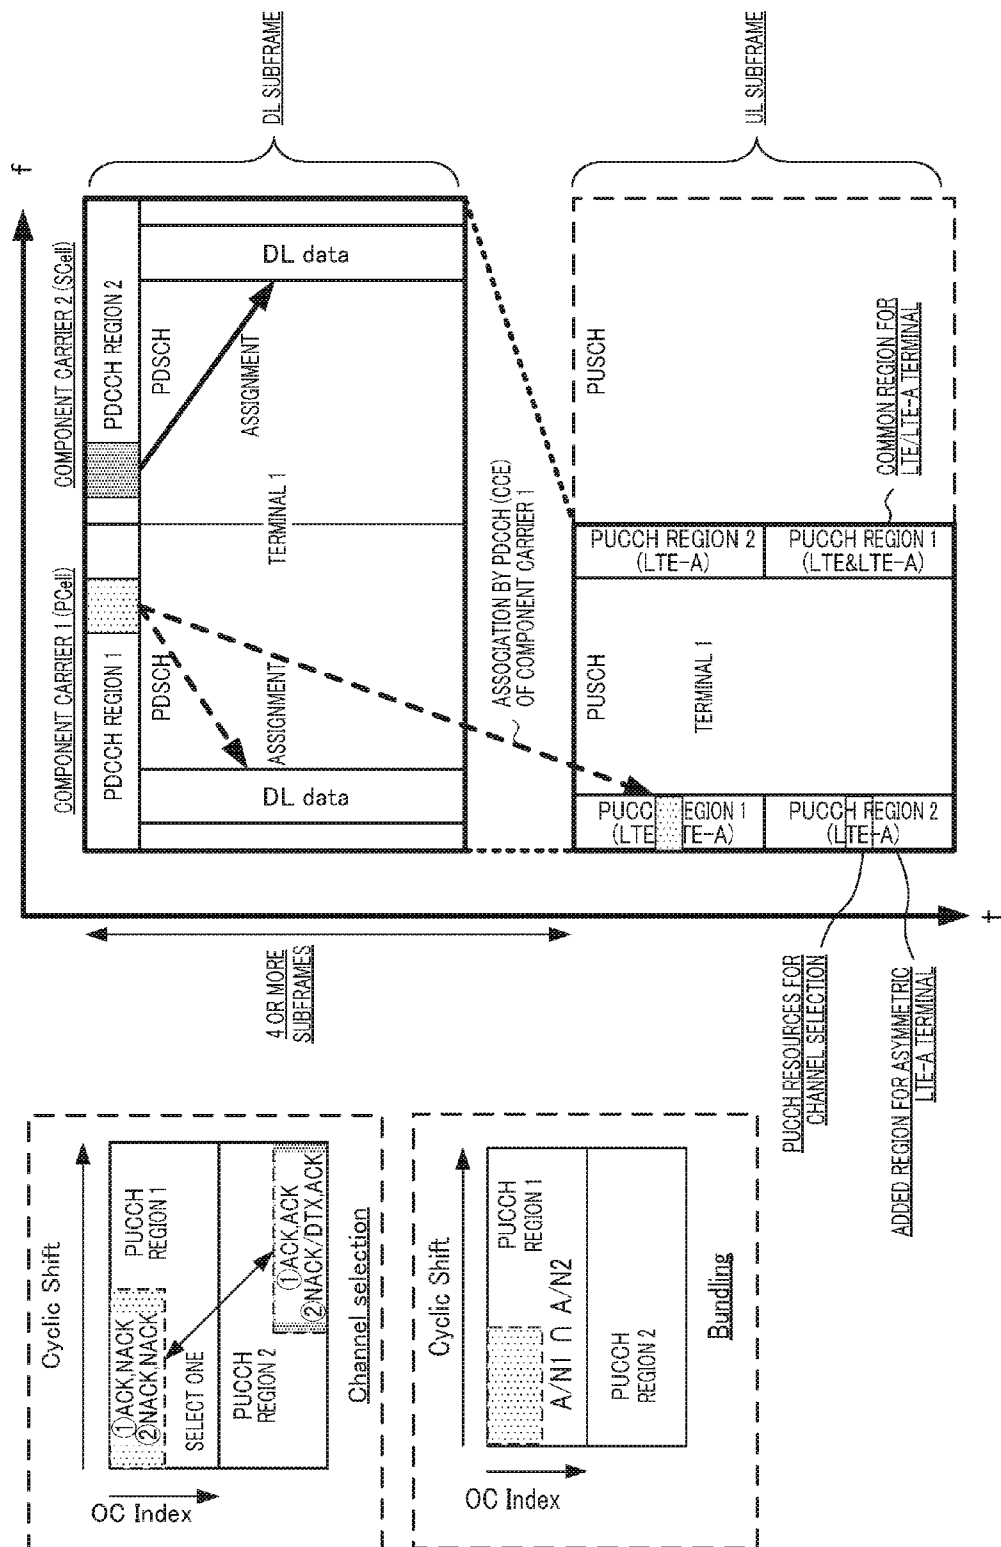 f
COMPONENT CARRIER 1 (PCell)
COMPONENT CARRIER 2 (SCell)
PDCCH REGION 1
PDCCH REGION 2
PDSCH
PDSCH
ASSIGNMENT
ASSIGNMENT
DL data
TERMINAL 1
DL data
DL SUBFRAME
4 OR MORE
SUBFRAMES
ASSOCIATION BY PDCCH (CCE)
OF COMPONENT CARRIER 1
PUSCH
PUSCH
PUCC EGION 1
(LTE TE-A)
PUCCH REGION 2
(LTE-A)
TERMINAL 1
PUCCH REGION 2
(LTE-A)
PUCCH REGION 1
(LTE&LTE-A)
UL SUBFRAME
COMMON REGION FOR
LTE/LTE-A TERMINAL
t
PUCCH RESOURCES FOR
CHANNEL SELECTION
ADDED REGION FOR ASYMMETRIC
LTE-A TERMINAL
Cyclic Shift
OC Index
①ACK,NACK
②NACK,NACK
PUCCH
REGION 1
SELECT ONE
PUCCH
REGION 2
①ACK,ACK
②NACK/DTX,ACK
Channel selection
Cyclic Shift
OC Index
PUCCH
REGION 1
A/N1 ∩ A/N2
PUCCH
REGION 2
Bundling